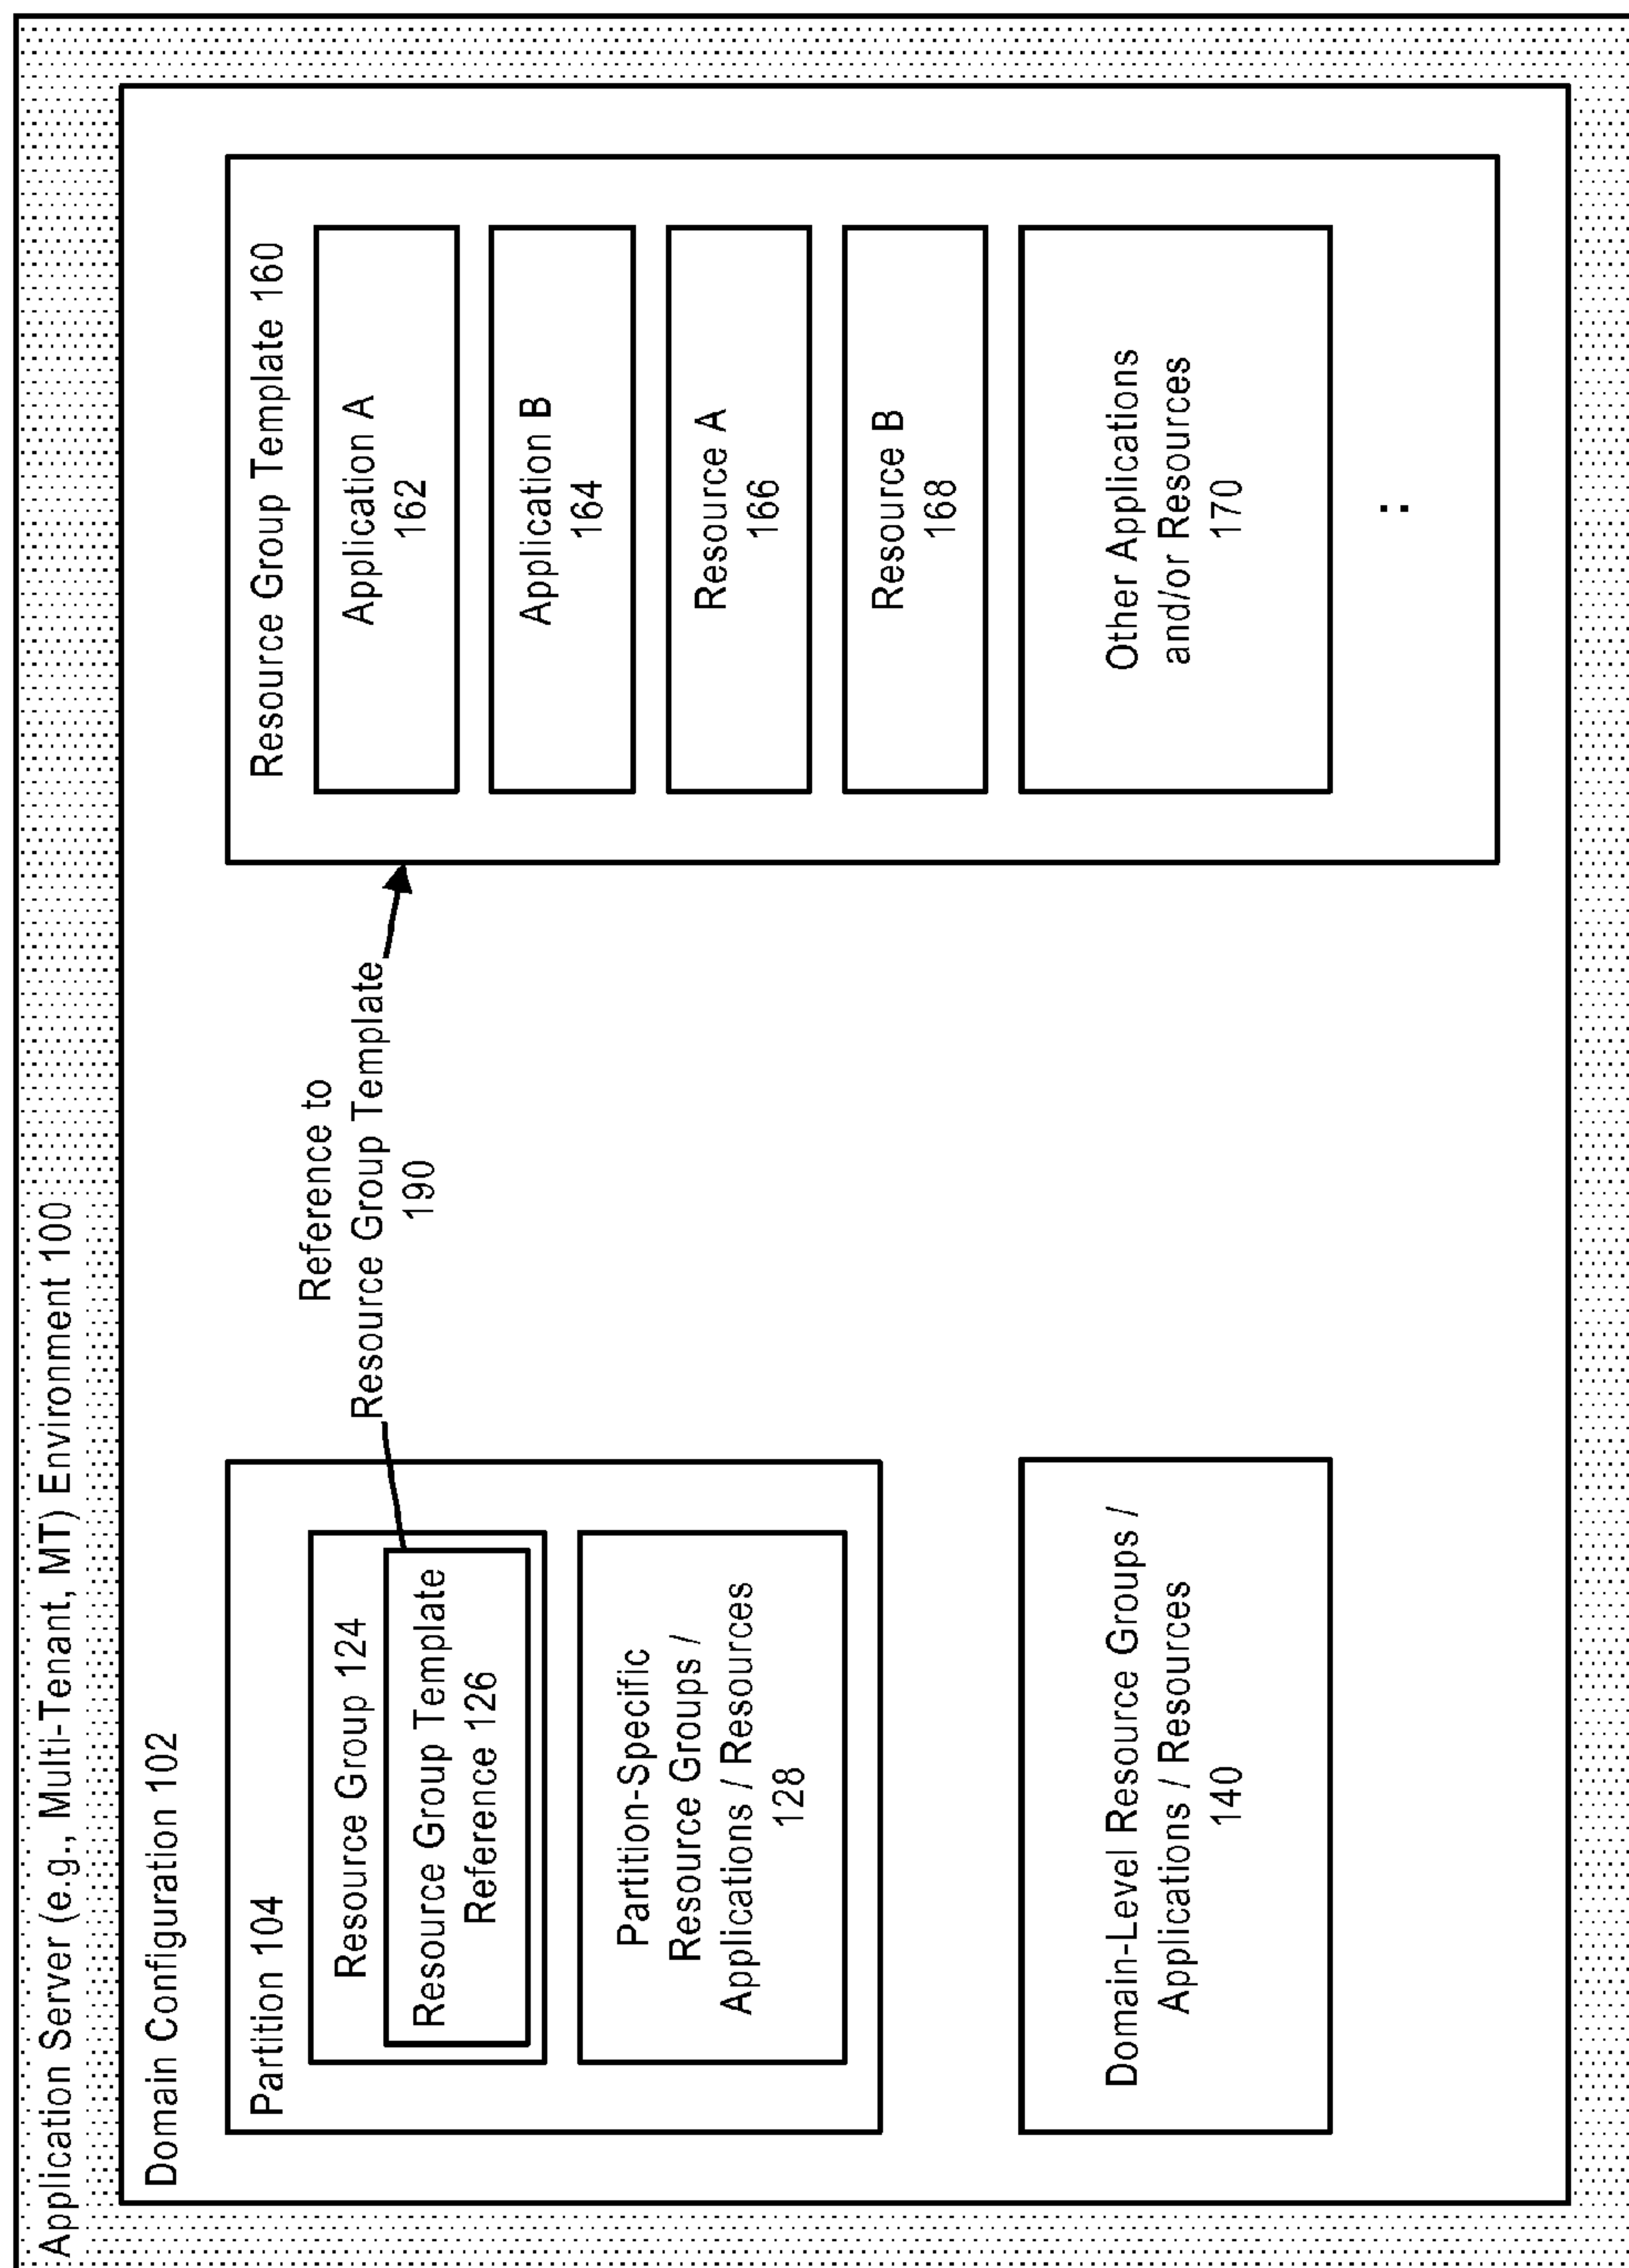 Application Server (e.g., Multi-Tenant, MT) Environment 100
Domain Configuration 102
Partition 104
Resource Group 124
Resource Group Template
Reference 126
Partition-Specific
Resource Groups /
Applications / Resources
128
Domain-Level Resource Groups /
Applications / Resources
140
Reference to
Resource Group Template
190
Resource Group Template 160
Application A
162
Application B
164
Resource A
166
Resource B
168
Other Applications
and/or Resources
170